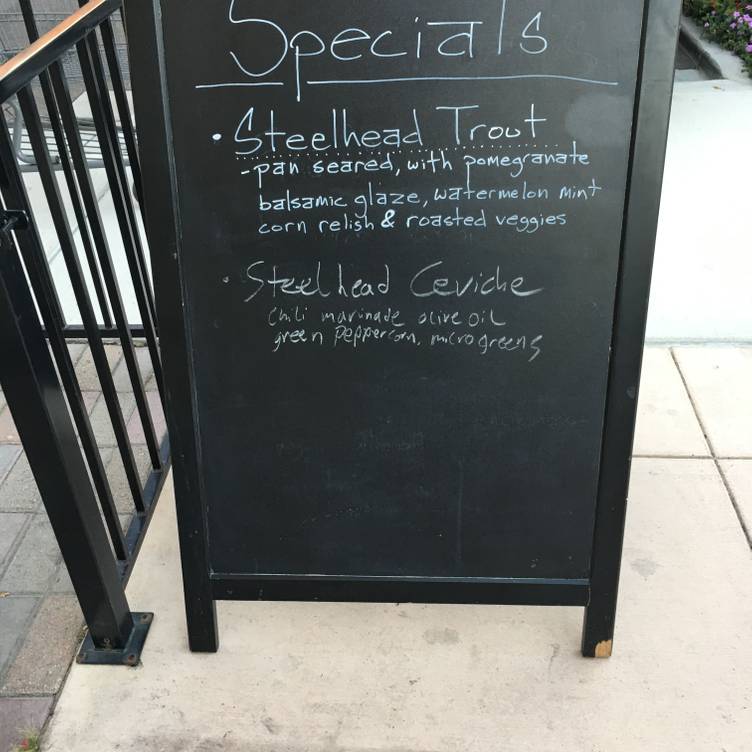 Specials
• Steelhead Trout
-pan seared, with pomegranate
balsamic glaze, watermelon mint
corn relish & roasted veggies
• Steelhead Ceviche
chili marinade olive oil
green peppercorn, microgreens